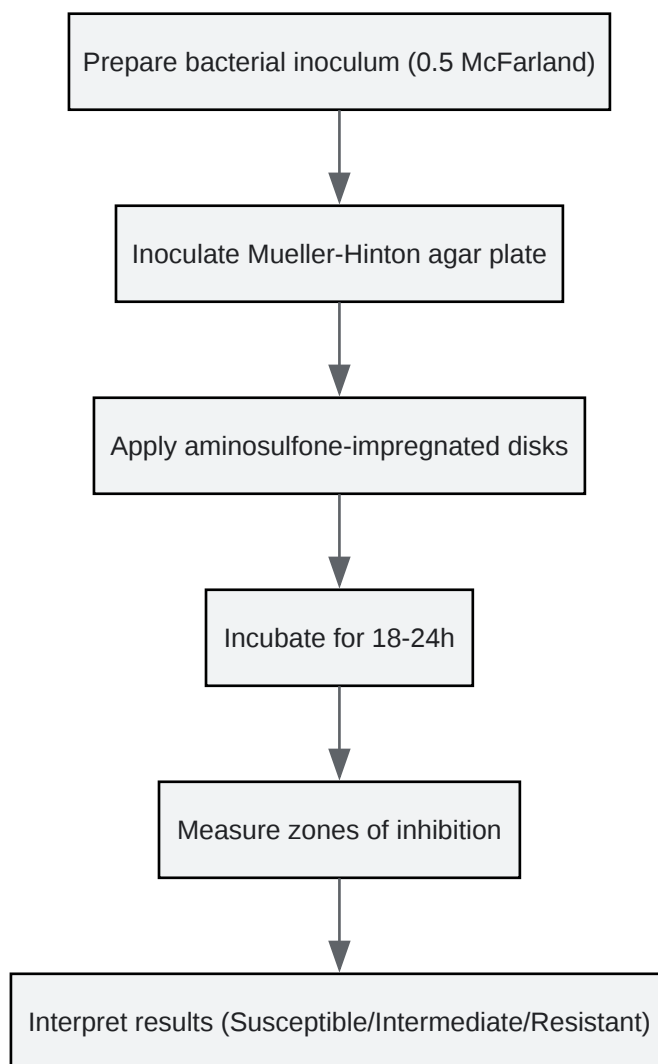 Prepare bacterial inoculum (0.5 McFarland)
Inoculate Mueller-Hinton agar plate
Apply aminosulfone-impregnated disks
Incubate for 18-24h
Measure zones of inhibition
Interpret results (Susceptible/Intermediate/Resistant)